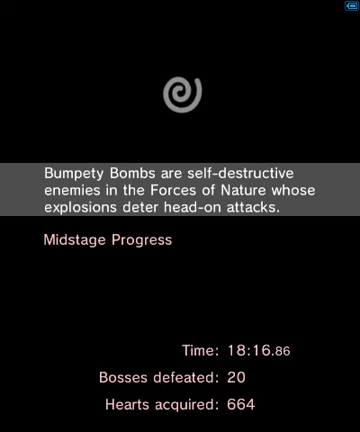 Bumpety Bombs are self-destructive
enemies in the Forces of Nature whose
explosions deter head-on attacks.
Midstage Progress
Time: 18:16.86
Bosses defeated: 20
Hearts acquired: 664